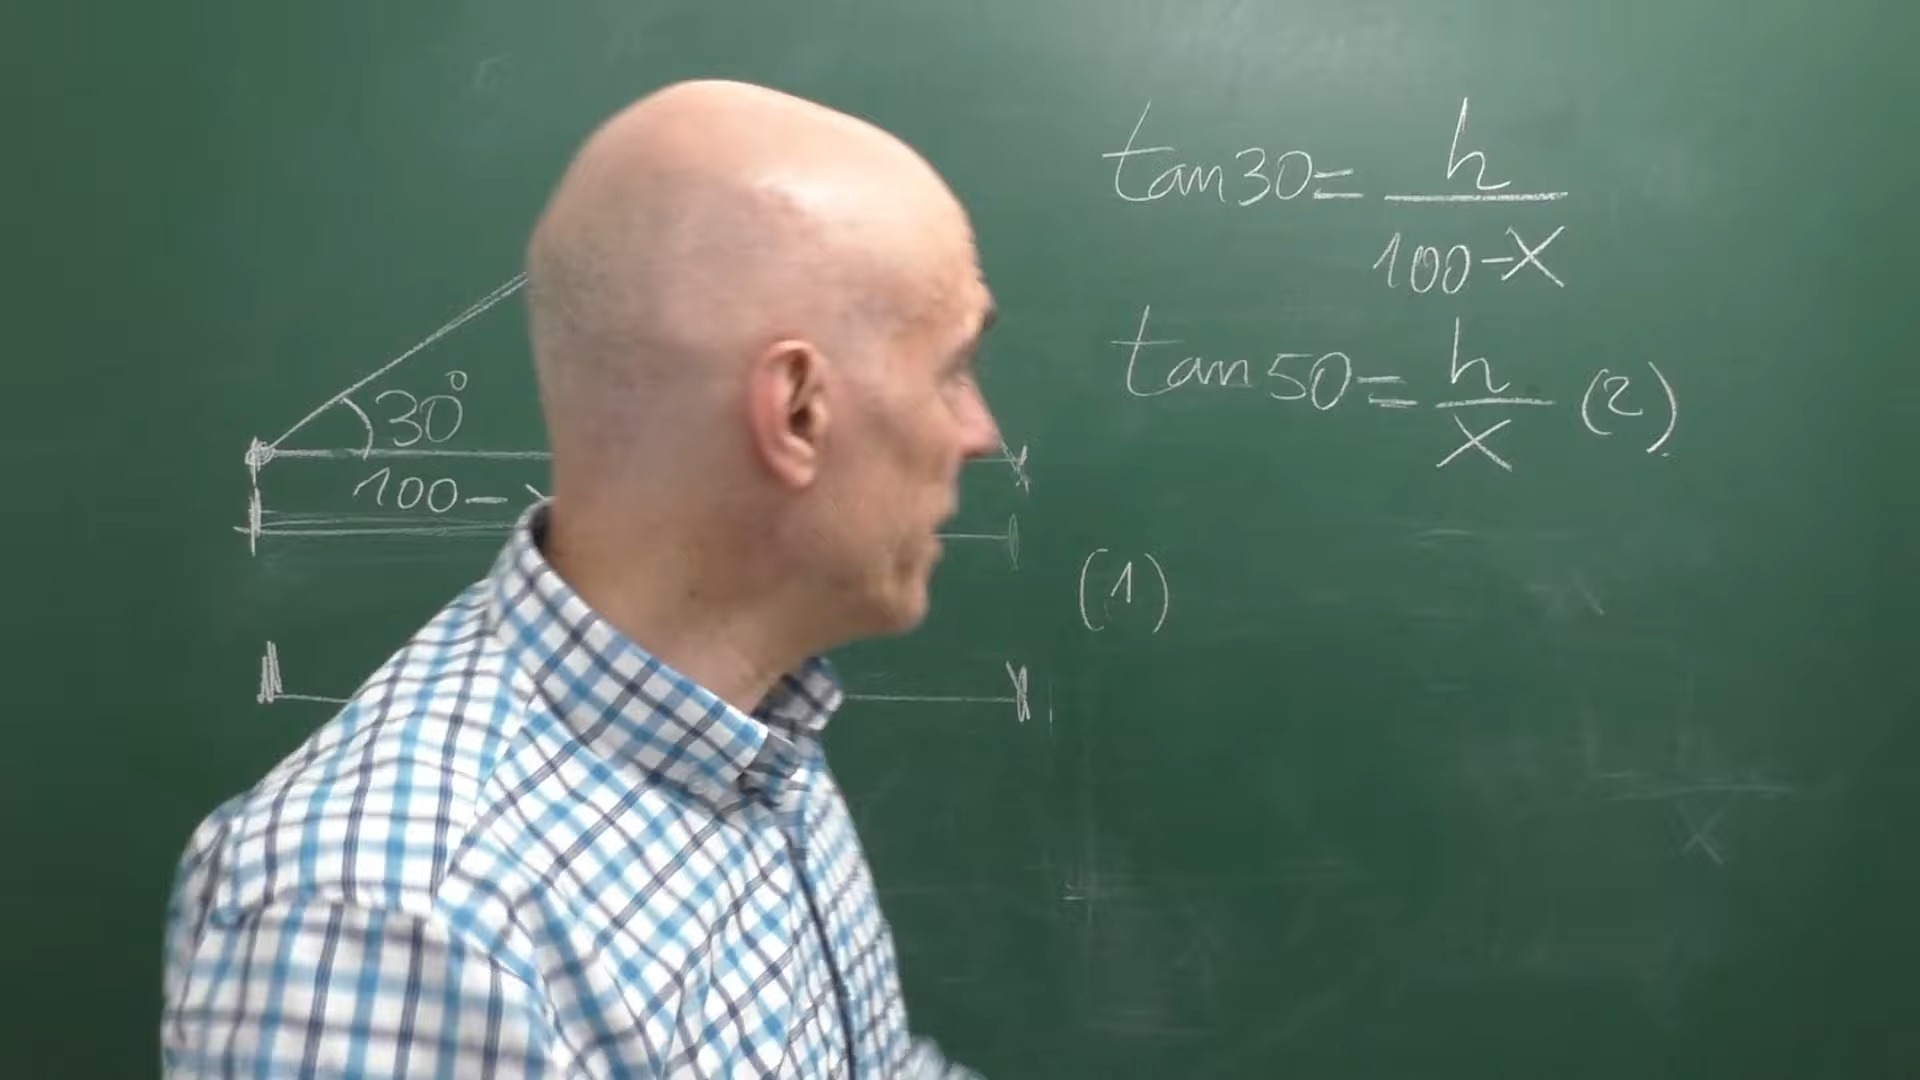 tan30= h
100-x
tan50= h (2)
x
30°
100-
(1)
x